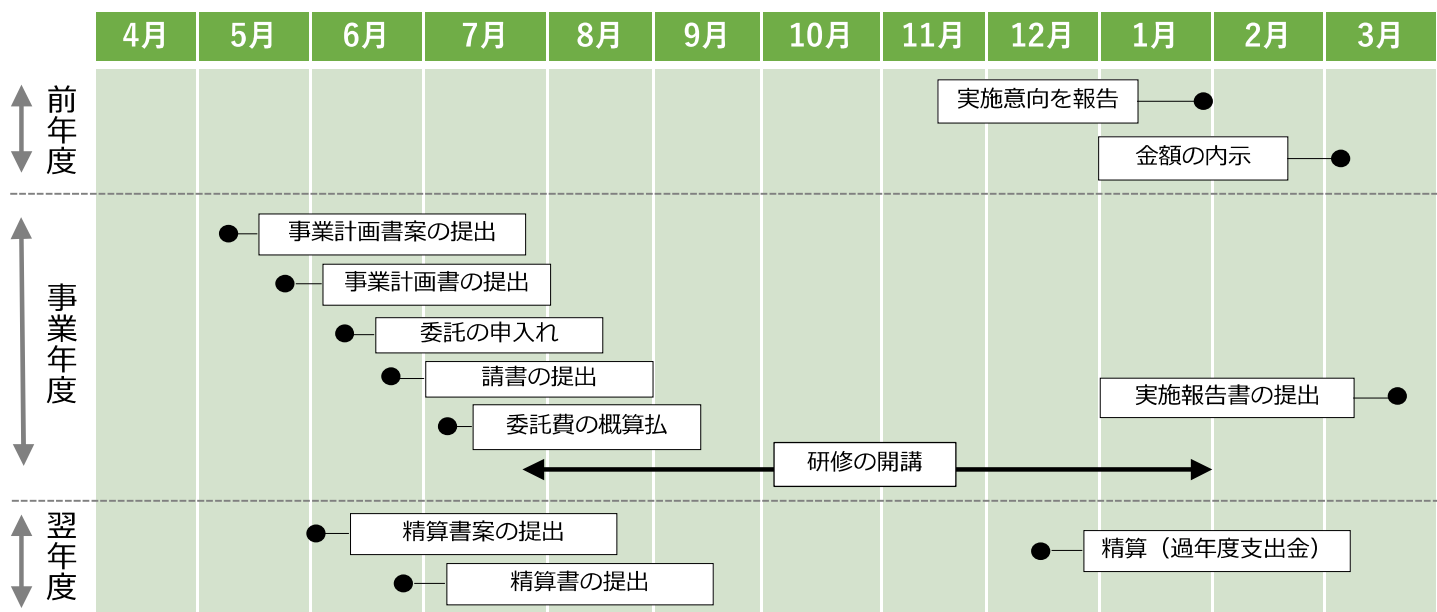 4月 5月 6月 7月 8月 9月 10月 11月 12月 1月 2月 3月
前年度
実施意向を報告
金額の内示
事業年度
事業計画書案の提出
事業計画書の提出
委託の申入れ
請書の提出
実施報告書の提出
委託費の概算払
研修の開講
翌年度
精算書案の提出
精算（過年度支出金）
精算書の提出